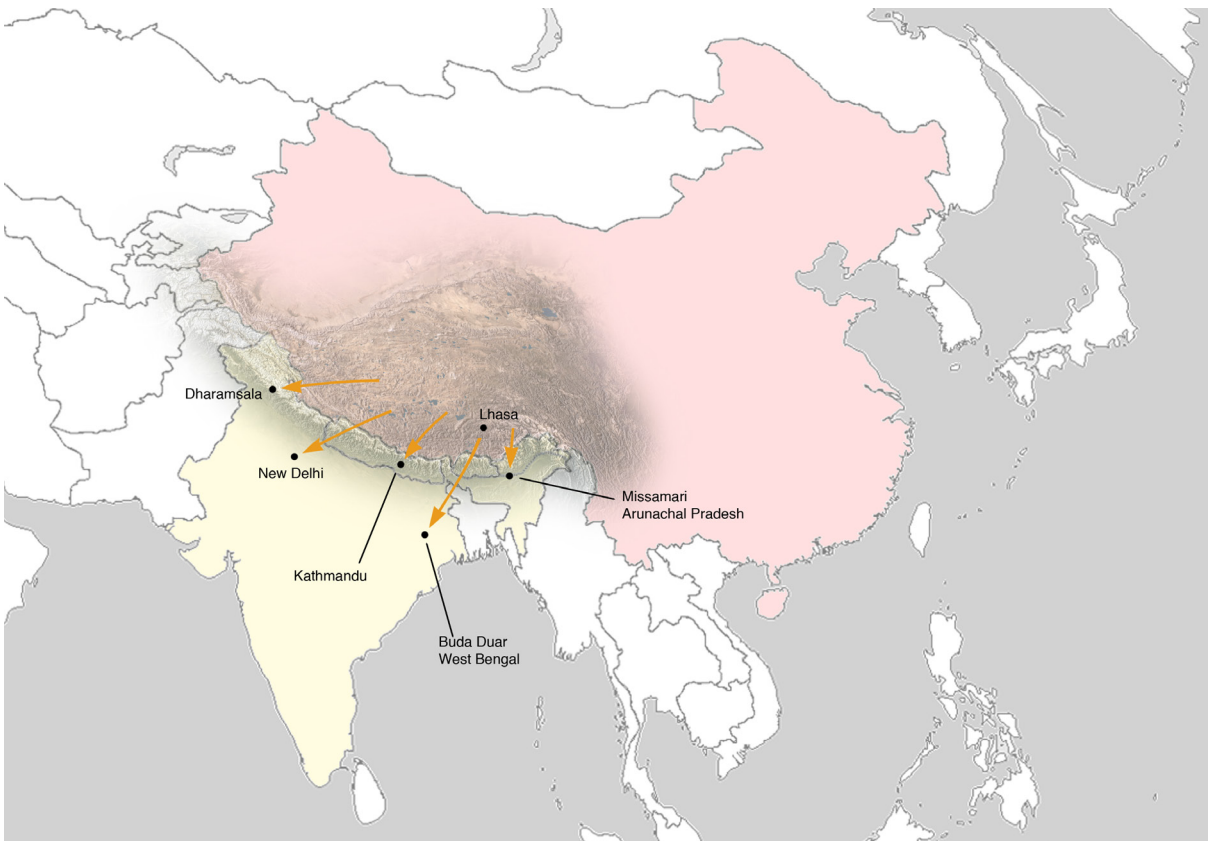 Dharamsala
Lhasa
New Delhi
Missamari
Arunachal Pradesh
Kathmandu
Buda Duar
West Bengal